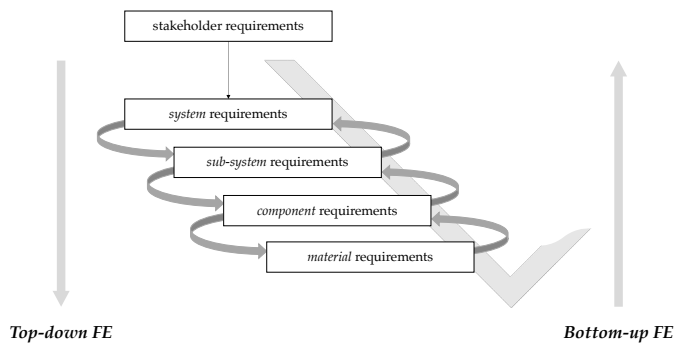 stakeholder requirements
system requirements
sub-system requirements
component requirements
material requirements
Top-down FE
Bottom-up FE